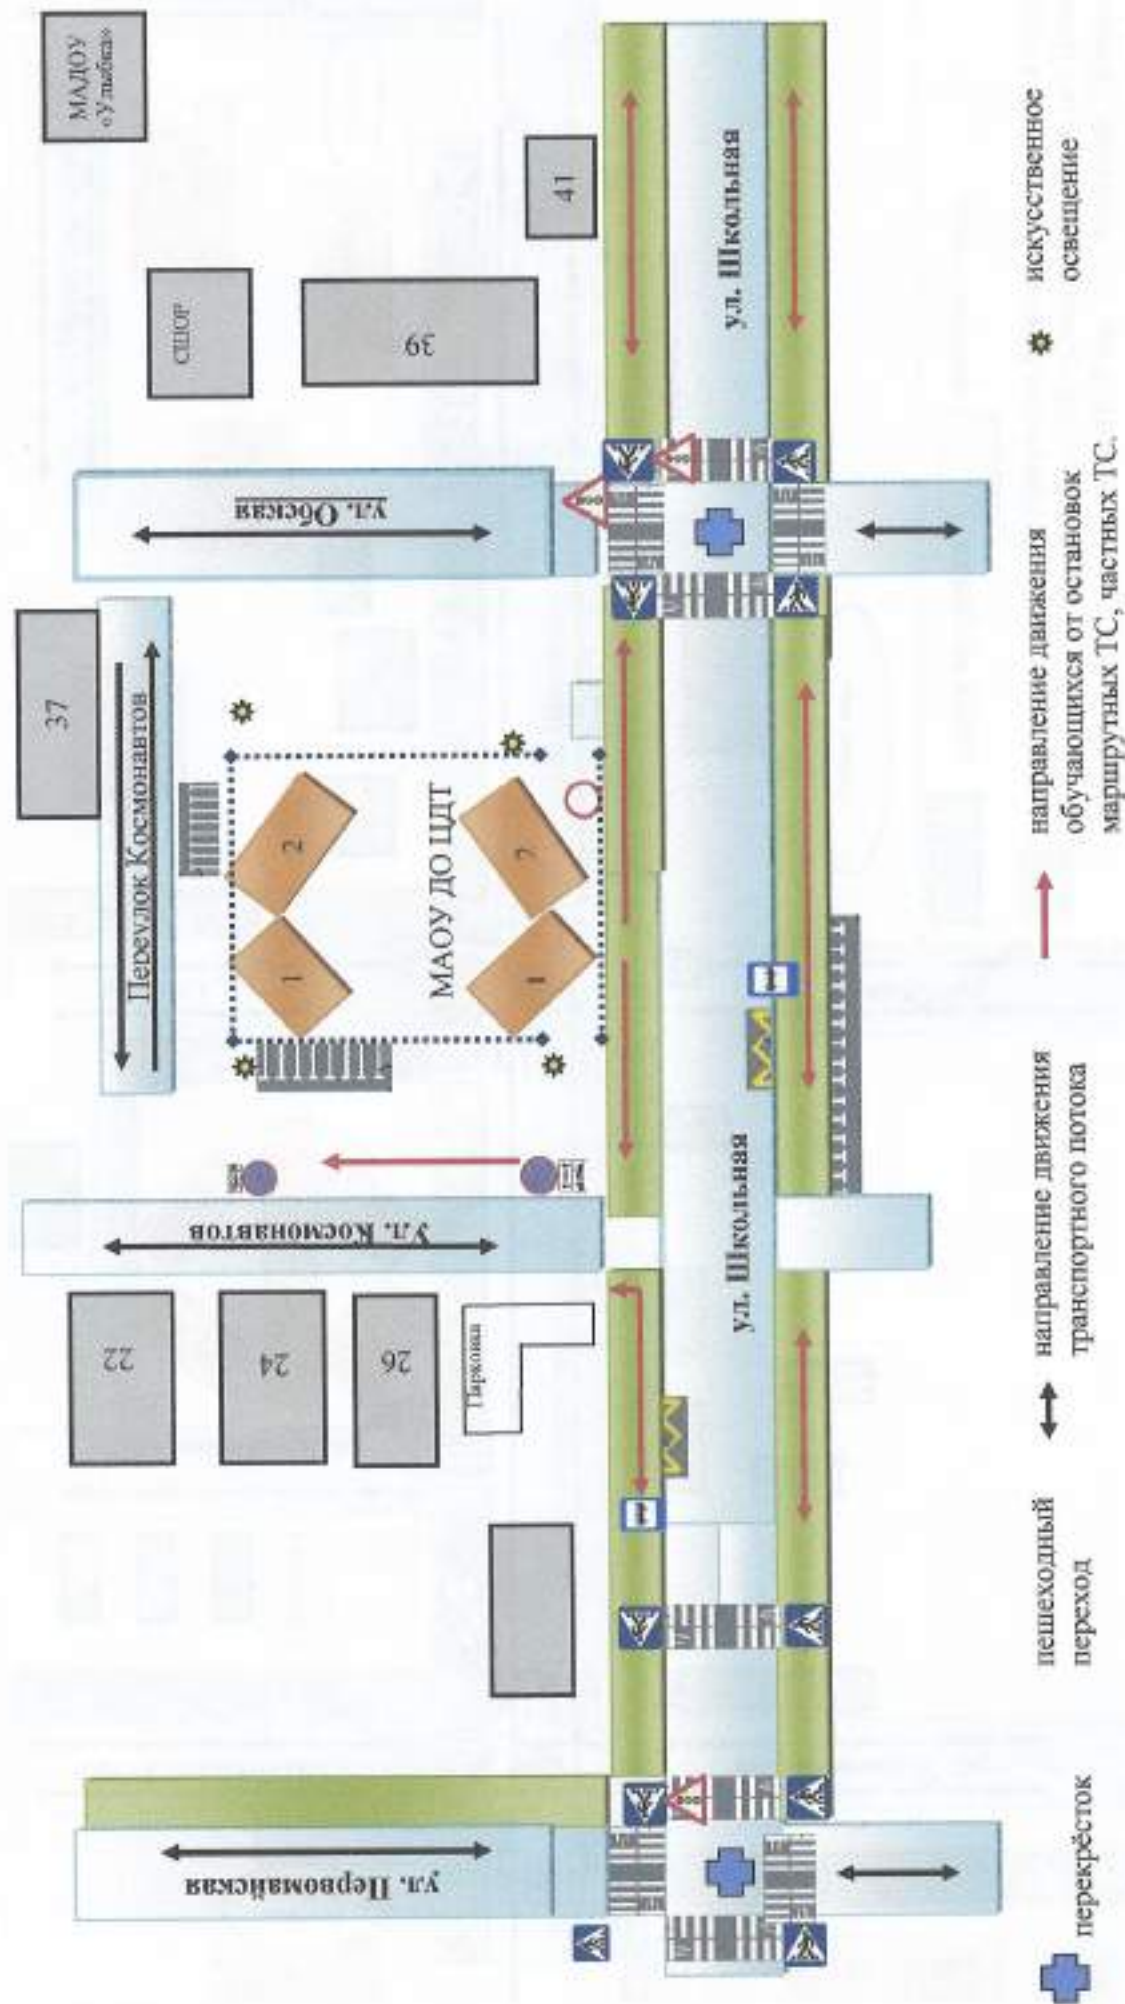 МАДОУ
«Улыбка»
СШОР
39
41
ул. Школьная
ул. Обская
37
Переулок Космонавтов
2
1
МАОУ ДО ЦДТ
2
1
Ул. Космонавтов
ул. Школьная
22
24
26
Парковка
ул. Первомайская
перекрёсток
пешеходный
переход
направление движения
транспортного потока
направление движения
обучающихся от остановок
маршрутных ТС, частных ТС.
искусственное
освещение